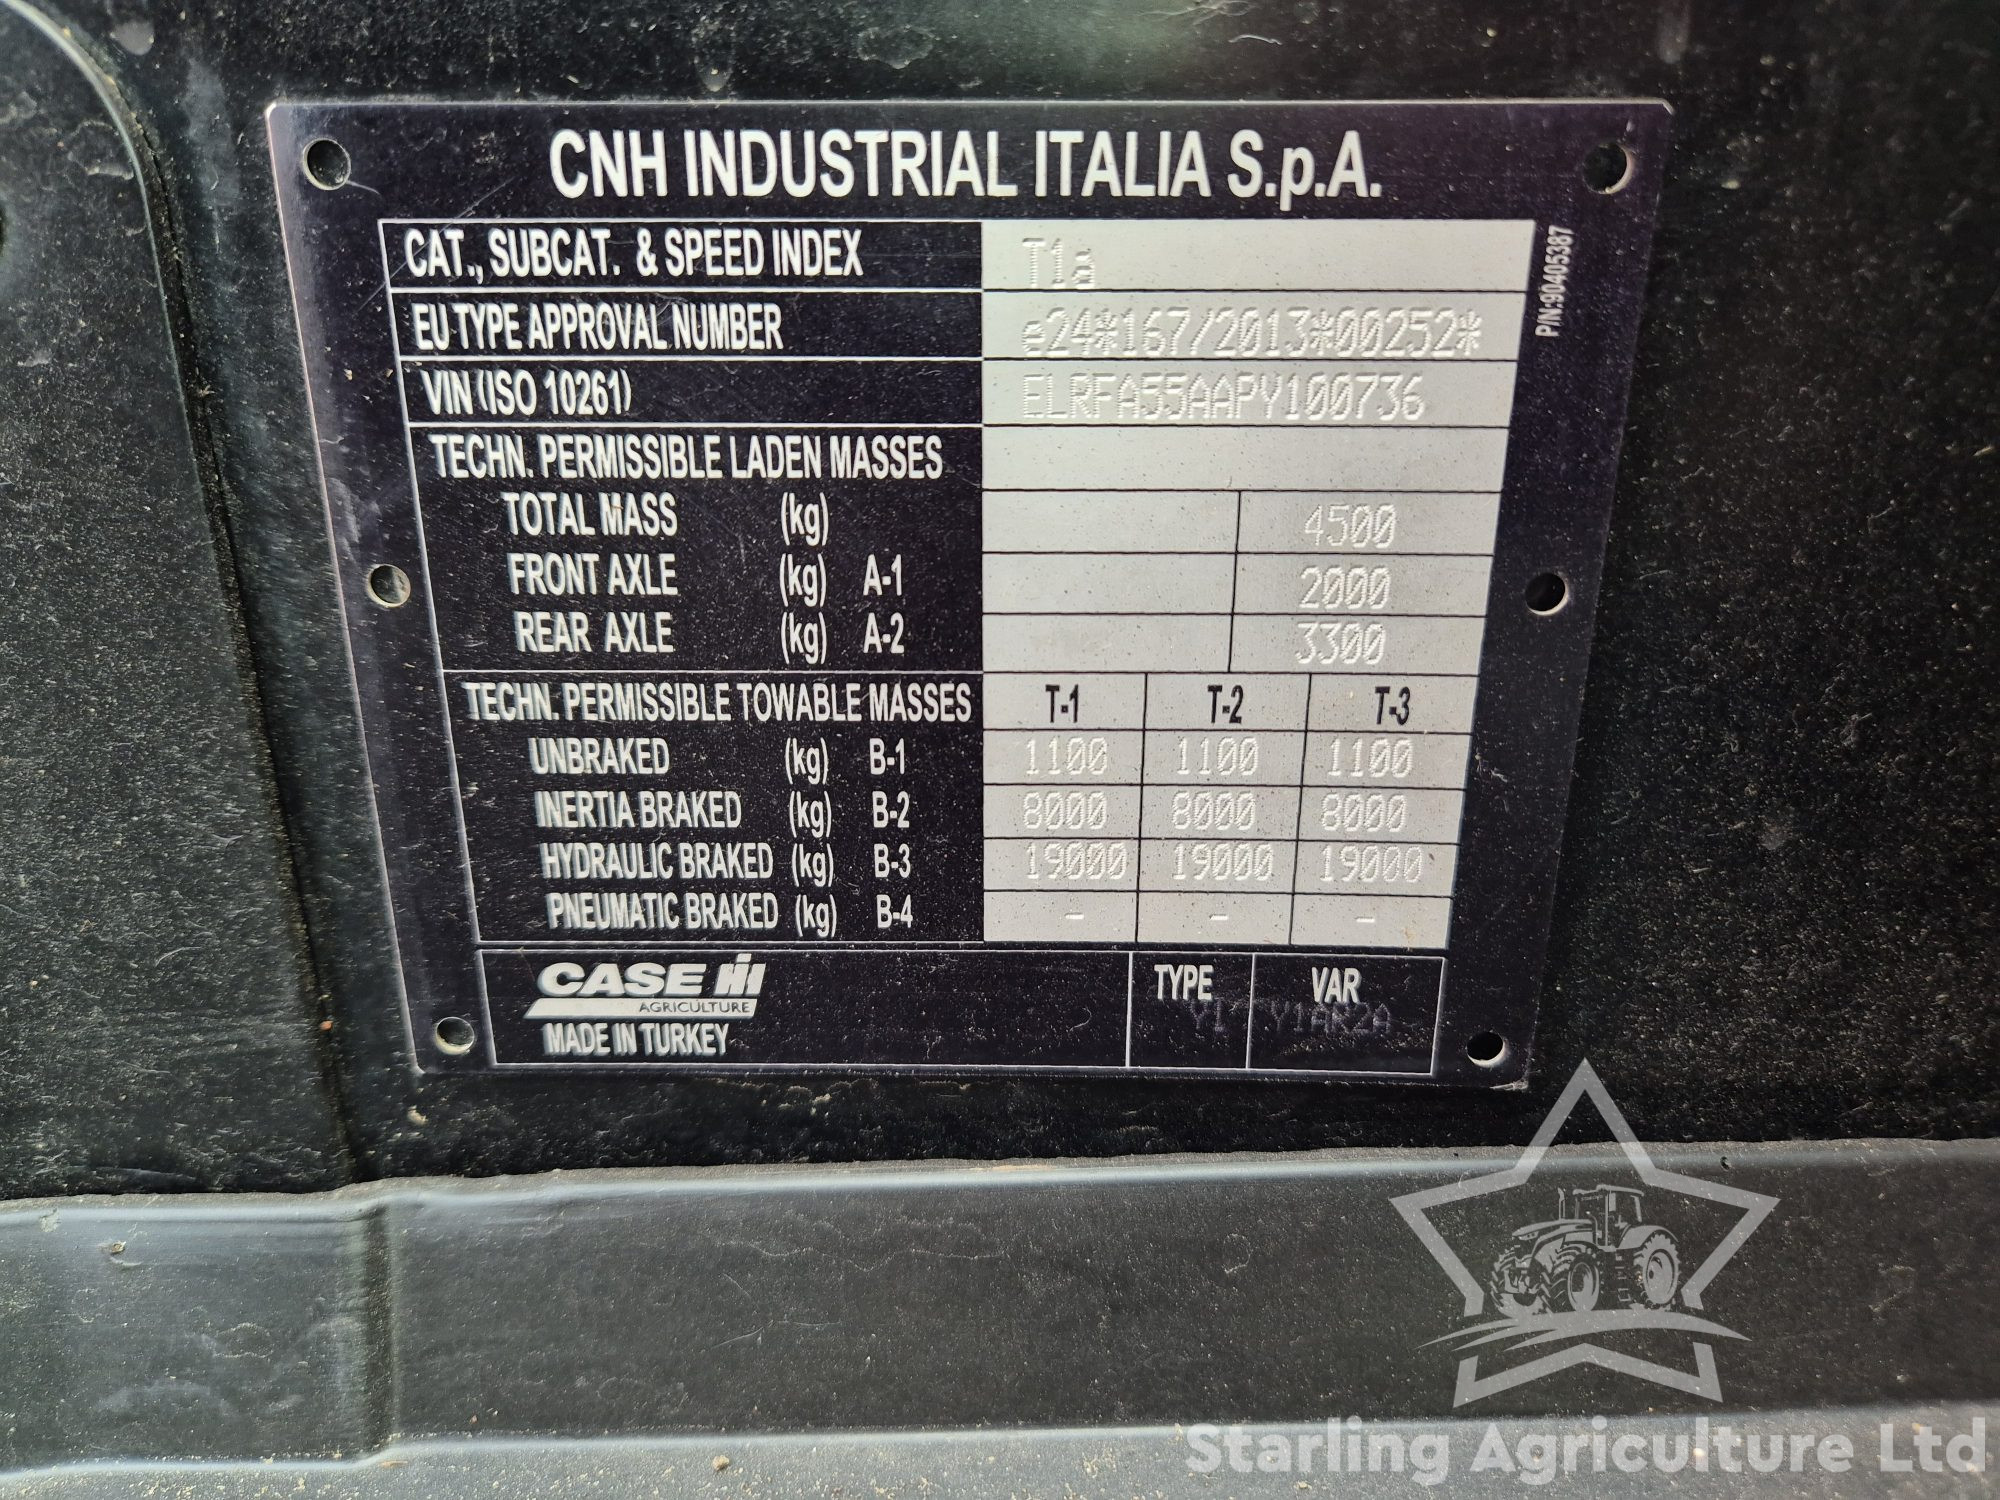 CNH INDUSTRIAL ITALIA S.p.A.
CAT., SUBCAT. & SPEED INDEX T1a
EU TYPE APPROVAL NUMBER e24*167/2013*00252*
VIN (ISO 10261) ELRFA55AAPY100736
TECHN. PERMISSIBLE LADEN MASSES
TOTAL MASS (kg) 4500
FRONT AXLE (kg) A-1 2000
REAR AXLE (kg) A-2 3300
TECHN. PERMISSIBLE TOWABLE MASSES T-1 T-2 T-3
UNBRAKED (kg) B-1 1100 1100 1100
INERTIA BRAKED (kg) B-2 8000 8000 8000
HYDRAULIC BRAKED (kg) B-3 19000 19000 19000
PNEUMATIC BRAKED (kg) B-4 - - -
CASE IH
AGRICULTURE
MADE IN TURKEY
TYPE VAR
Y1AR2A
P/N:90405387
Starling Agriculture Ltd